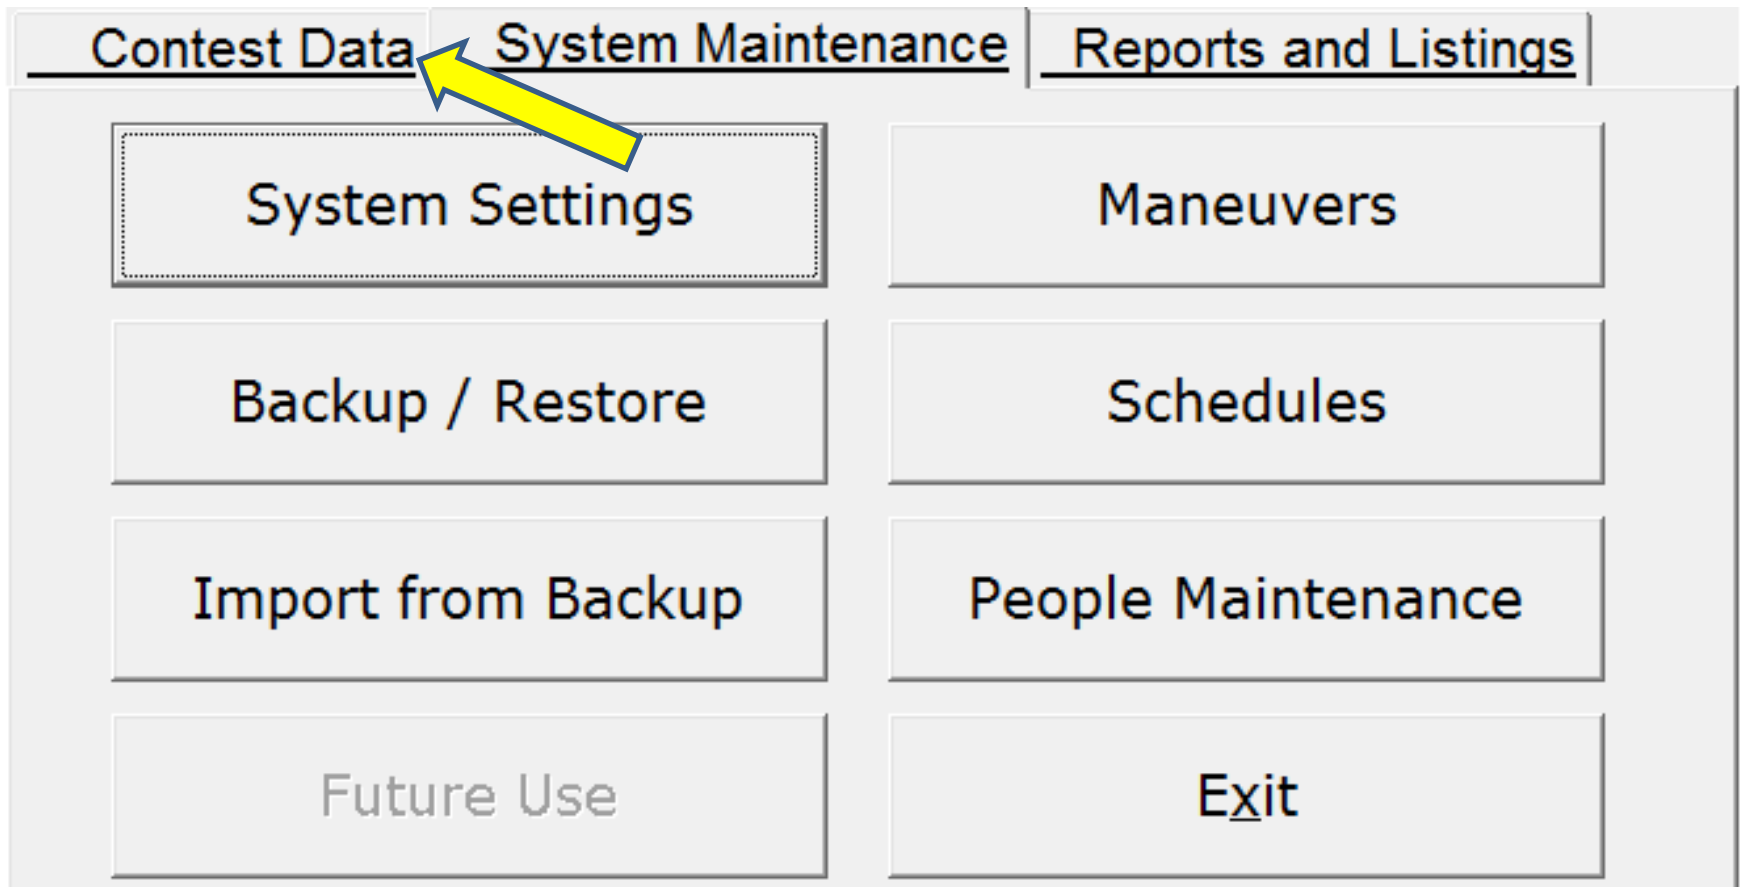 Contest Data System Maintenance Reports and Listings
System Settings Maneuvers
Backup / Restore Schedules
Import from Backup People Maintenance
Future Use Exit